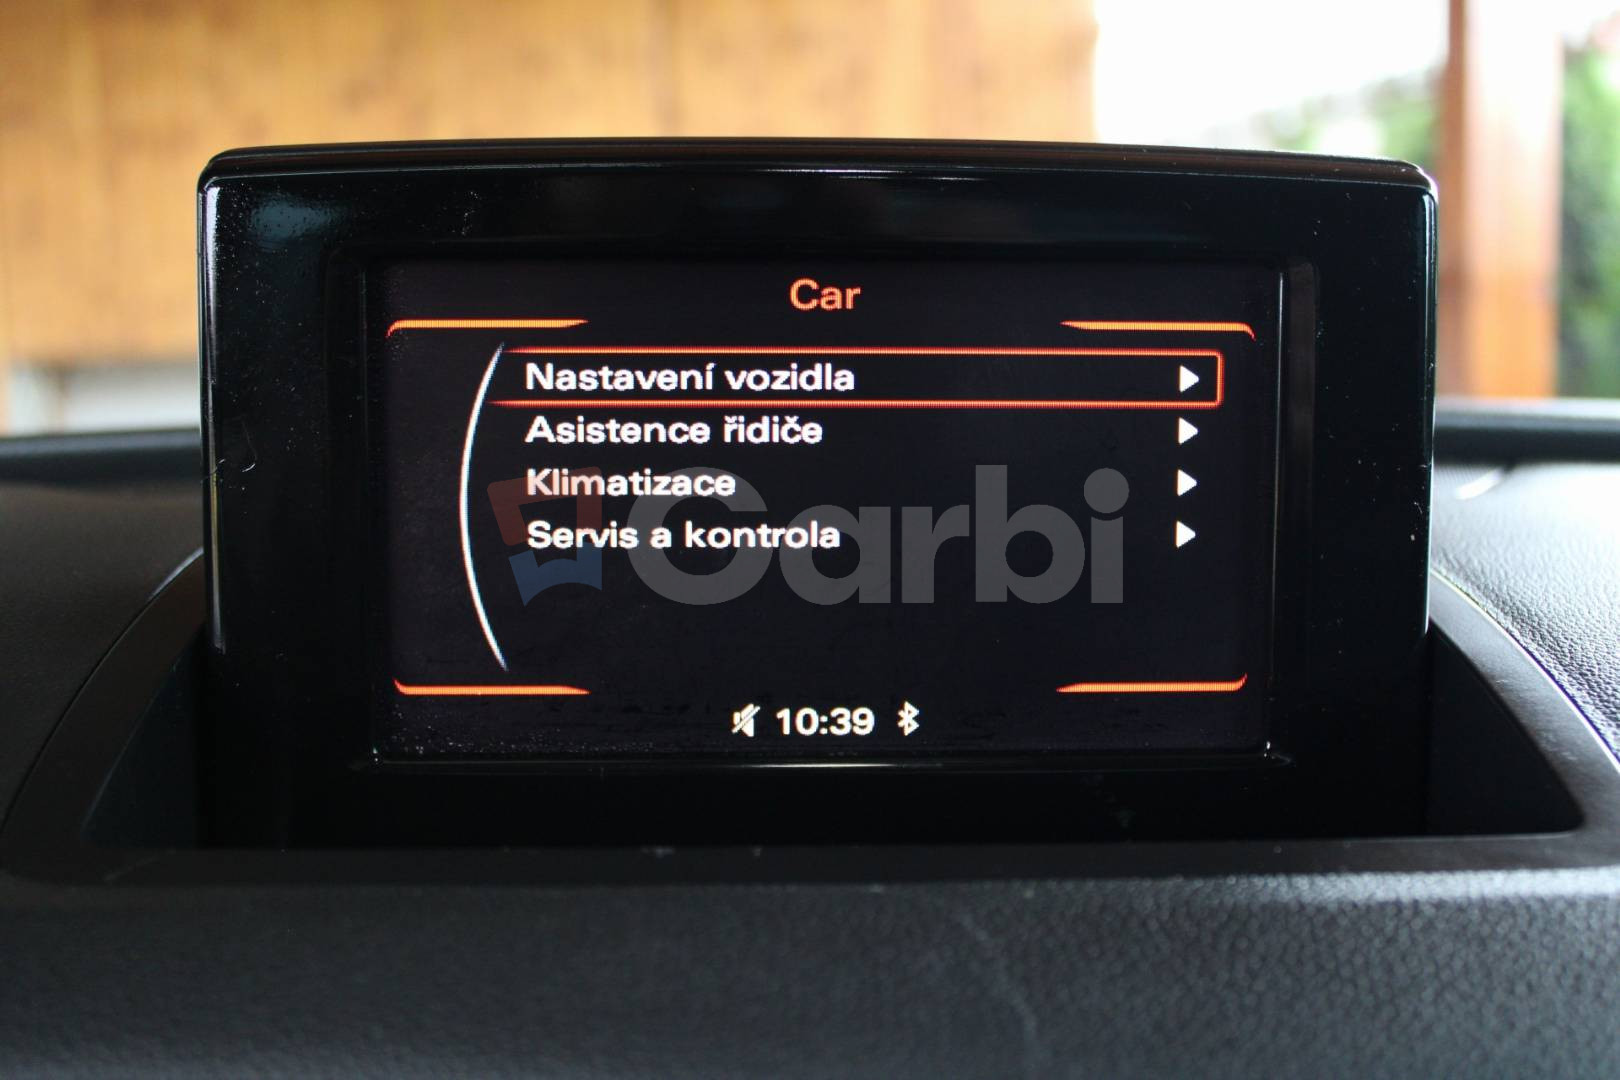 Car
Nastavení vozidla
Asistence řidiče
Klimatizace
Servis a kontrola
Carbi
10:39